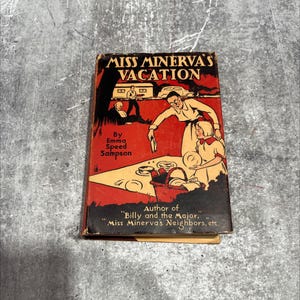 MISS MINERVA'S
VACATION
By
Emma
Speed
Sampson
Author of
"Billy and the Major,
"Miss Minerva's Neighbors, etc.